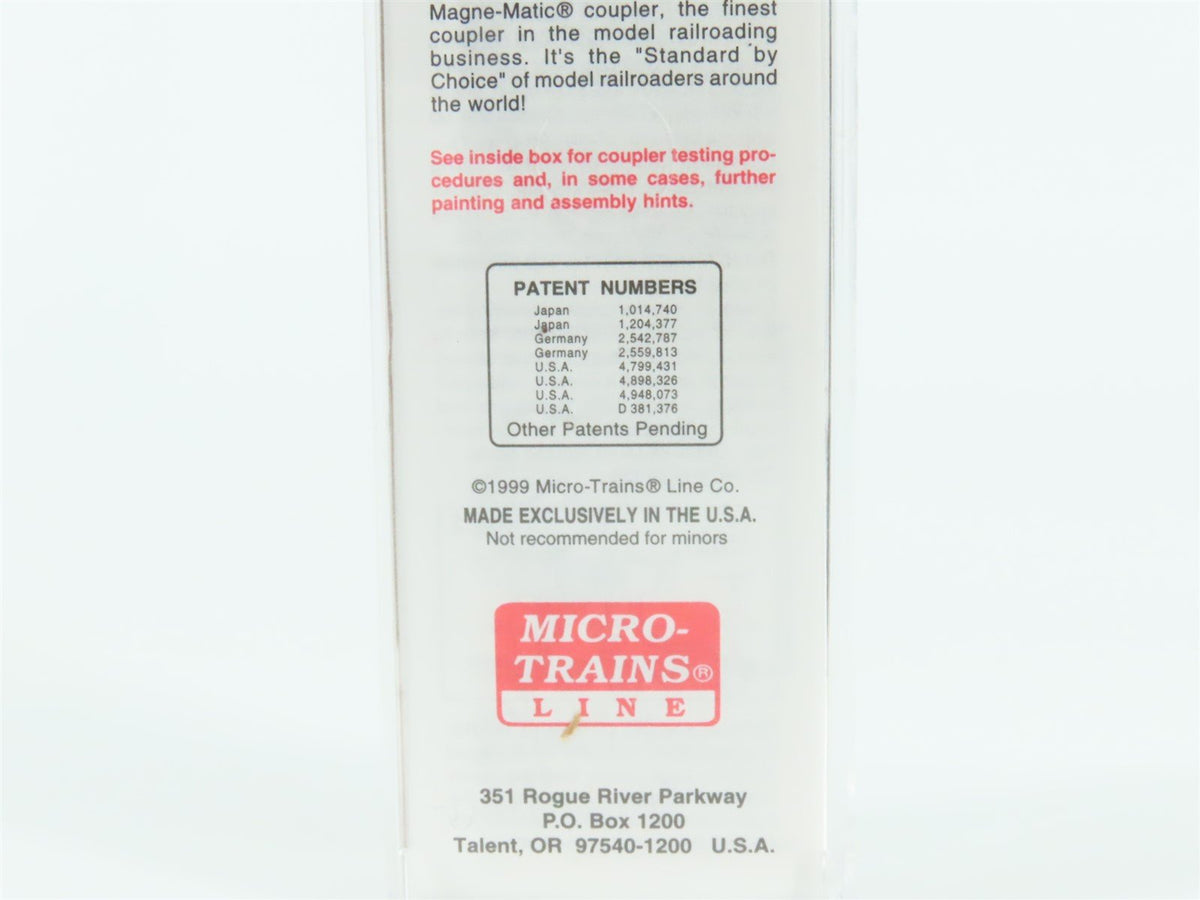 Magne-Matic® coupler, the finest
coupler in the model railroading
business. It's the "Standard by
Choice" of model railroaders around
the world!
See inside box for coupler testing pro-
cedures and, in some cases, further
painting and assembly hints.
PATENT NUMBERS
Japan 1,014,740
Japan 1,204,377
Germany 2,542,787
Germany 2,559,813
U.S.A. 4,799,431
U.S.A. 4,898,326
U.S.A. 4,948,073
U.S.A. D 381,376
Other Patents Pending
©1999 Micro-Trains® Line Co.
MADE EXCLUSIVELY IN THE U.S.A.
Not recommended for minors
MICRO-
TRAINS®
LINE
351 Rogue River Parkway
P.O. Box 1200
Talent, OR 97540-1200 U.S.A.